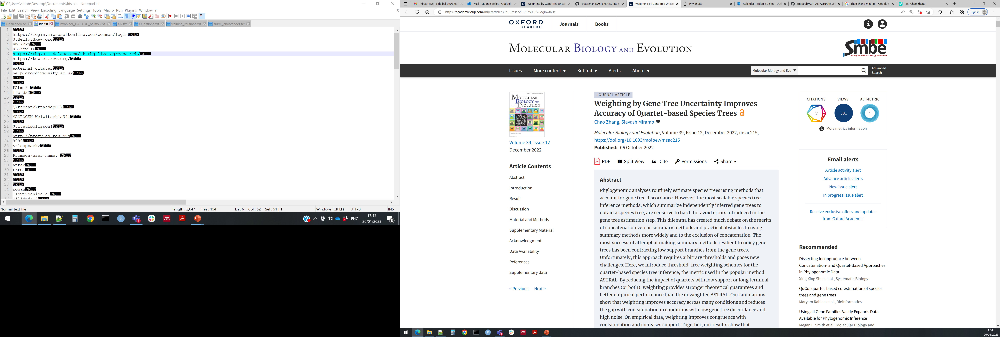 C:\Users\sidob\Desktop\Documents\ids.txt - Notepad++
File Edit Search View Encoding Language Settings Tools Macro Run Plugins Window ?
X
Resilience.txt ids.txt hybpiper_PAFTOL_palms3.txt XR.txt Questions.txt training_routines.txt slurm_cheatsheet.txt
1 CRLF
2 https://login.microsoftonline.com/common/loginCRLF
3 S.Bellot@kew.orgCRLF
4 sb172kgCRLF
5 RBGKew_16CRLF
6 https://rbg.unit4cloud.com/uk_rbg_live_agresso_web/CRLF
7 https://kewnet.kew.org/CRLF
8 CRLF
9 external clusterCRLF
10 help.cropdiversity.ac.ukCRLF
11 CRLF
12 CRLF
13 PALm_8_CRLF
14 frond22CRLF
15 CRLF
16 CRLF
17 \\khbsan2\knasdep01\CRLF
18 CRLF
19 MACROGEN Welwitschia34!CRLF
20 CRLF
21 $titeufpolisson!CRLF
22 CRLF
23 http://proxy.ad.kew.orgCRLF
24 8080CRLF
25 <-loopback>CRLF
26 CRLF
27 Promega user name: CRLF
28 CRLF
29 atta2CRLF
30 PEtG1CRLF
31 CRLF
32 CRLF
33 CRLF
34 rowanCRLF
35 IloveVoanioala!CRLF
Normal text file length : 2,647 lines : 154 Ln : 6 Col : 52 Sel : 51 | 1 Windows (CR LF) UTF-8 INS
ENG
17:43
26/01/2023
8
Inbox (472) - sido.bellot@gmai
Mail - Sidonie Bellot - Outlook
Weighting by Gene Tree Uncert
chaoszhang/ASTER: Accurate S
Weighting by Gene Tree Uncert
PhyloSuite
Calendar - Sidonie Bellot - Out
smirarab/ASTRAL: Accurate Spe
chao zhang mirarab - Google S
(15) Chao Zhang
https://academic.oup.com/mbe/article/39/12/msac215/6750035?login=false
Sign in
OXFORD
ACADEMIC
Journals
Books
MOLECULAR BIOLOGY AND EVOLUTION
Smbe
Society for Molecular Biology & Evolution
Issues
More content
Submit
Alerts
About
Molecular Biology and Evo
Advanced
Search
MOLECULAR
BIOLOGY AND
EVOLUTION
Volume 39, Issue 12
December 2022
Article Contents
Abstract
Introduction
Result
Discussion
Material and Methods
Supplementary Material
Acknowledgment
Data Availability
References
Supplementary data
< Previous
Next >
JOURNAL ARTICLE
Weighting by Gene Tree Uncertainty Improves
Accuracy of Quartet-based Species Trees
Chao Zhang, Siavash Mirarab
Molecular Biology and Evolution, Volume 39, Issue 12, December 2022, msac215,
https://doi.org/10.1093/molbev/msac215
Published: 06 October 2022
PDF
Split View
Cite
Permissions
Share
Abstract
Phylogenomic analyses routinely estimate species trees using methods that
account for gene tree discordance. However, the most scalable species tree
inference methods, which summarize independently inferred gene trees to
obtain a species tree, are sensitive to hard-to-avoid errors introduced in the
gene tree estimation step. This dilemma has created much debate on the merits
of concatenation versus summary methods and practical obstacles to using
summary methods more widely and to the exclusion of concatenation. The
most successful attempt at making summary methods resilient to noisy gene
trees has been contracting low support branches from the gene trees.
Unfortunately, this approach requires arbitrary thresholds and poses new
challenges. Here, we introduce threshold-free weighting schemes for the
quartet-based species tree inference, the metric used in the popular method
ASTRAL. By reducing the impact of quartets with low support or long terminal
branches (or both), weighting provides stronger theoretical guarantees and
better empirical performance than the unweighted ASTRAL. Our simulations
show that weighting improves accuracy across many conditions and reduces
the gap with concatenation in conditions with low gene tree discordance and
high noise. On empirical data, weighting improves congruence with
concatenation and increases support. Together, our results show that
CITATIONS
VIEWS
ALTMETRIC
3
381
1
More metrics information
Email alerts
Article activity alert
Advance article alerts
New issue alert
In progress issue alert
Receive exclusive offers and updates
from Oxford Academic
Recommended
Dissecting Incongruence between
Concatenation- and Quartet-Based Approaches
in Phylogenomic Data
Xing-Xing Shen et al., Systematic Biology
QuCo: quartet-based co-estimation of species
trees and gene trees
Maryam Rabiee et al., Bioinformatics
Using all Gene Families Vastly Expands Data
Available for Phylogenomic Inference
Megan L. Smith et al., Molecular Biology and
17:43
26/01/2023